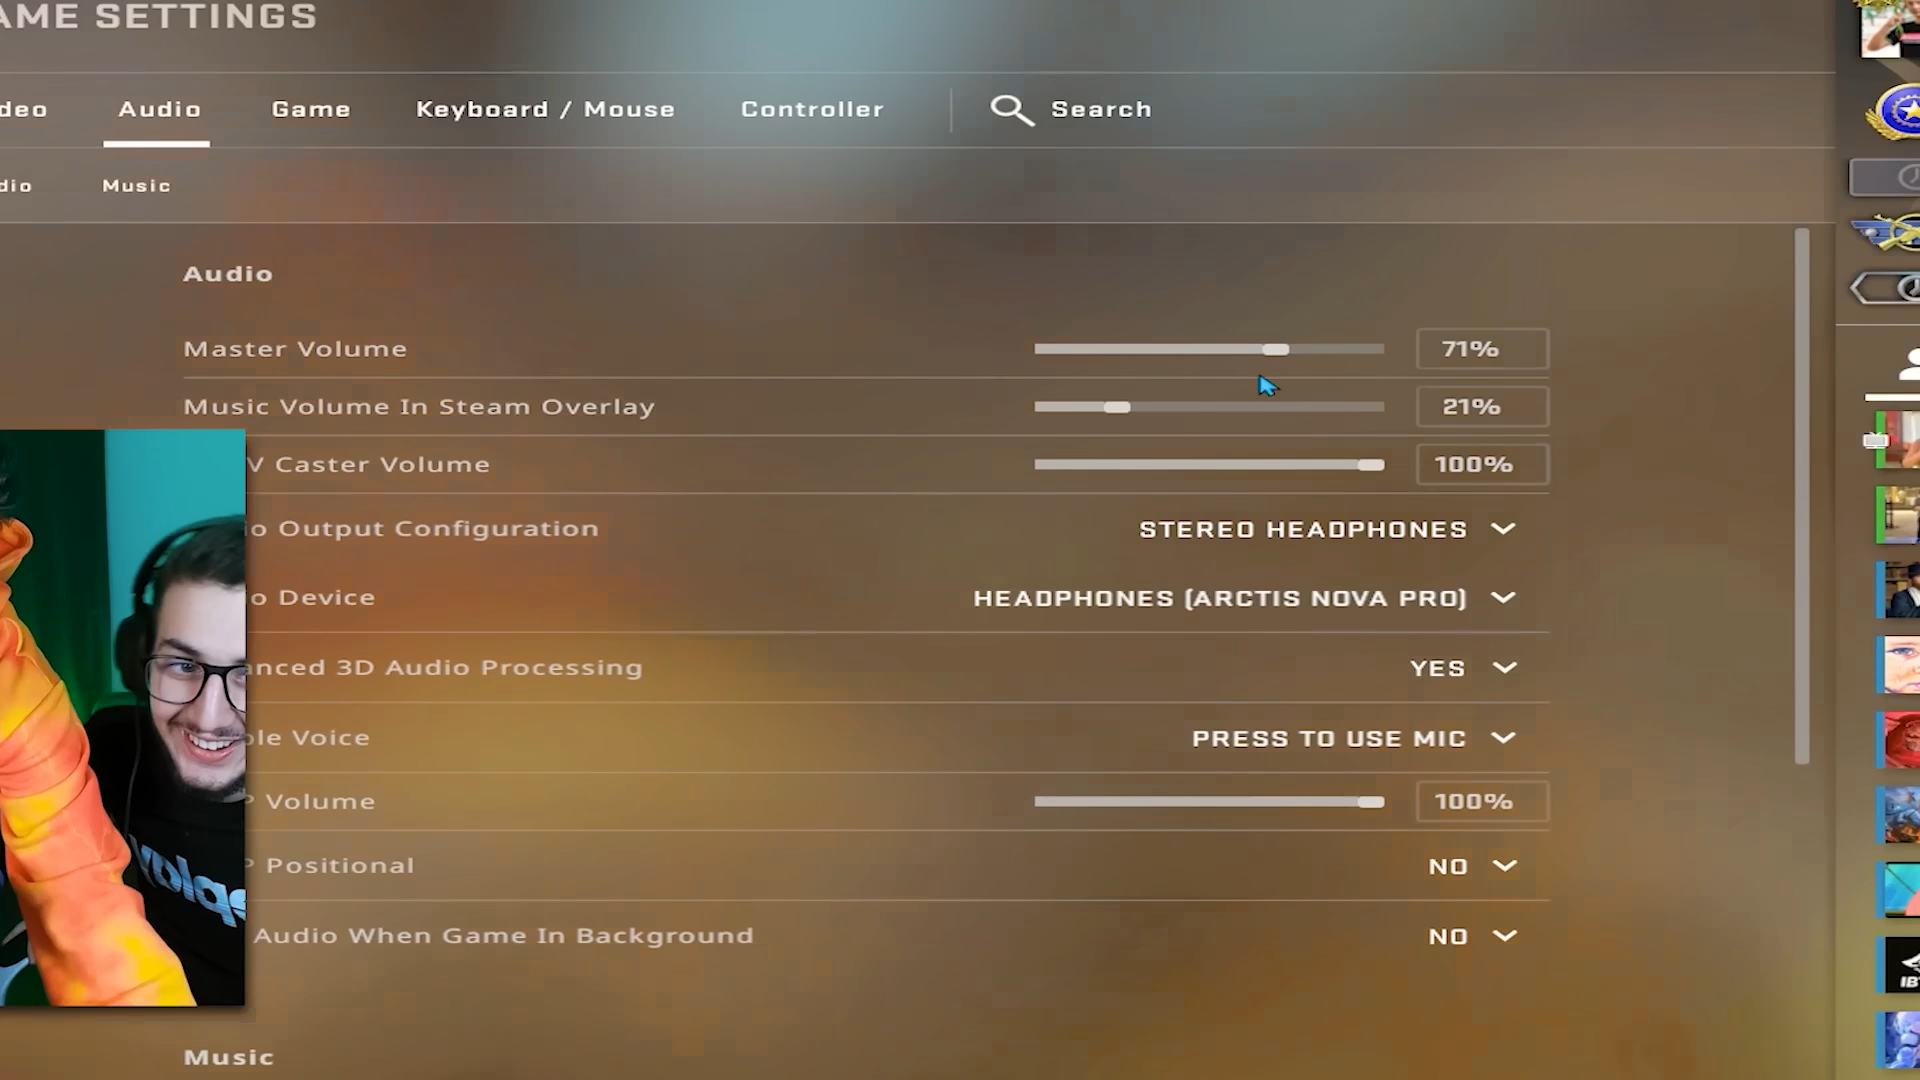 AME SETTINGS
deo Audio Game Keyboard / Mouse Controller Search
dio Music
Audio
Master Volume 71%
Music Volume In Steam Overlay 21%
V Caster Volume 100%
o Output Configuration STEREO HEADPHONES
o Device HEADPHONES (ARCTIS NOVA PRO)
anced 3D Audio Processing YES
ble Voice PRESS TO USE MIC
P Volume 100%
P Positional NO
Audio When Game In Background NO
Music